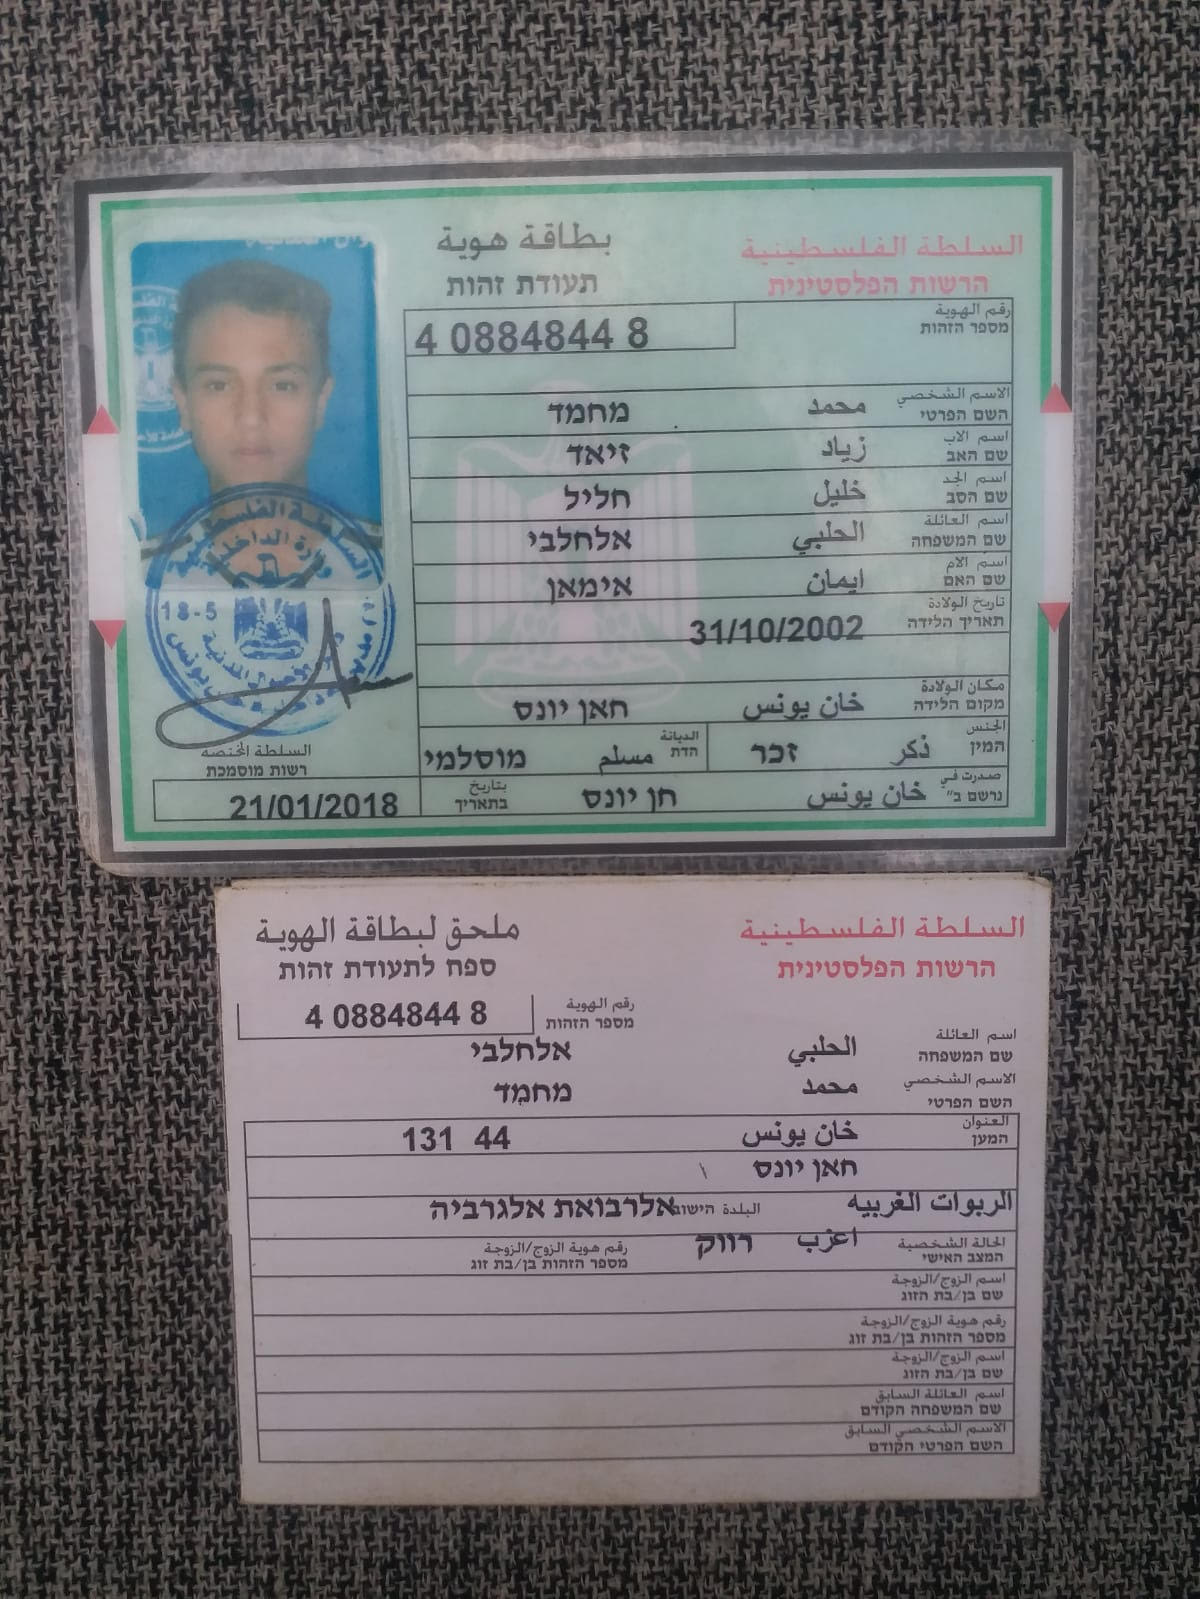 السلطة الفلسطينية
הרשות הפלסטינית
بطاقة هوية
תעודת זהות
رقم الهوية
מספר הזהות
4 0884844 8
الاسم الشخصي محمد
השם הפרטי מחמד
اسم الاب زياد
שם האב זיאד
اسم الجد خليل
שם הסב חליל
اسم العائلة الحلبي
שם המשפחה אלחלבי
اسم الام ايمان
שם האם אימאן
تاريخ الولادة
תאריך הלידה
31/10/2002
مكان الولادة خان يونس
מקום הלידה חאן יונס
الجنس ذكر
המין זכר
الديانة مسلم
הדת מוסלמי
صدرت في خان يونس
נרשם ב" חן יונס
بتاريخ
בתאריך
21/01/2018
السلطة الفلسطينية
وزارة الداخلية
18-5
السلطة المختصة
רשות מוסמכת
السلطة الفلسطينية
הרשות הפלסטינית
ملحق لبطاقة الهوية
ספח לתעודת זהות
رقم الهوية
מספר הזהות
4 0884844 8
اسم العائلة الحلبي
שם המשפחה אלחלבי
الاسم الشخصي محمد
השם הפרטי מחמד
العنوان خان يونس 44 131
המען
חאן יונס
الربوات الغربيه البلدة הישוב אלרבואת אלגרביה
الحالة الشخصية اعزب
המצב האישי רווק
رقم هوية الزوج/الزوجة
מספר הזהות בן/בת זוג
اسم الزوج/الزوجة
שם בן/בת הזוג
رقم هوية الزوج/الزوجة
מספר הזהות בן/בת זוג
اسم الزوج/الزوجة
שם בן/בת הזוג
اسم العائلة السابق
שם המשפחה הקודם
الاسم الشخصي السابق
השם הפרטי הקודם